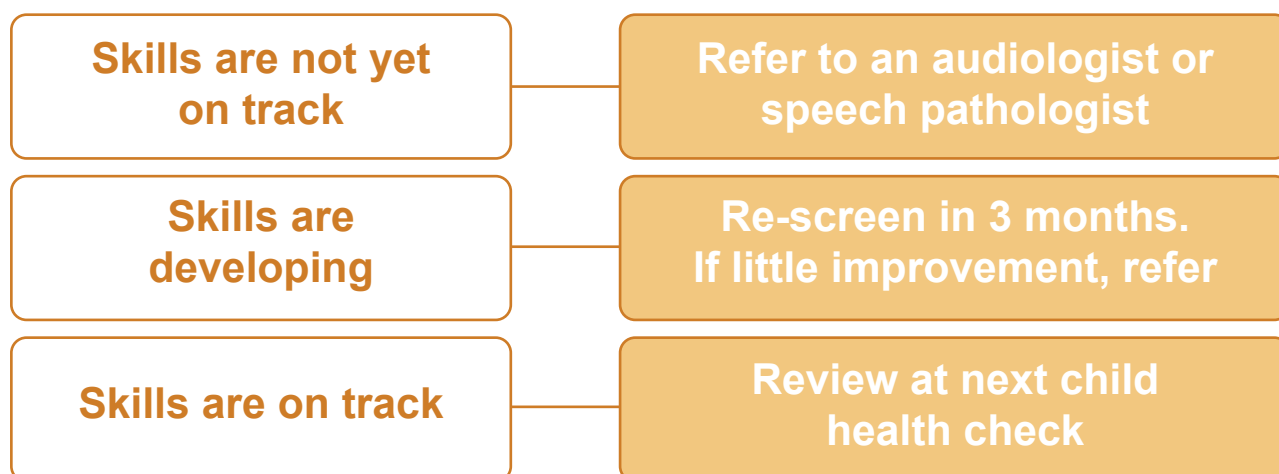 Skills are not yet
on track
Refer to an audiologist or
speech pathologist
Skills are
developing
Re-screen in 3 months.
If little improvement, refer
Skills are on track
Review at next child
health check